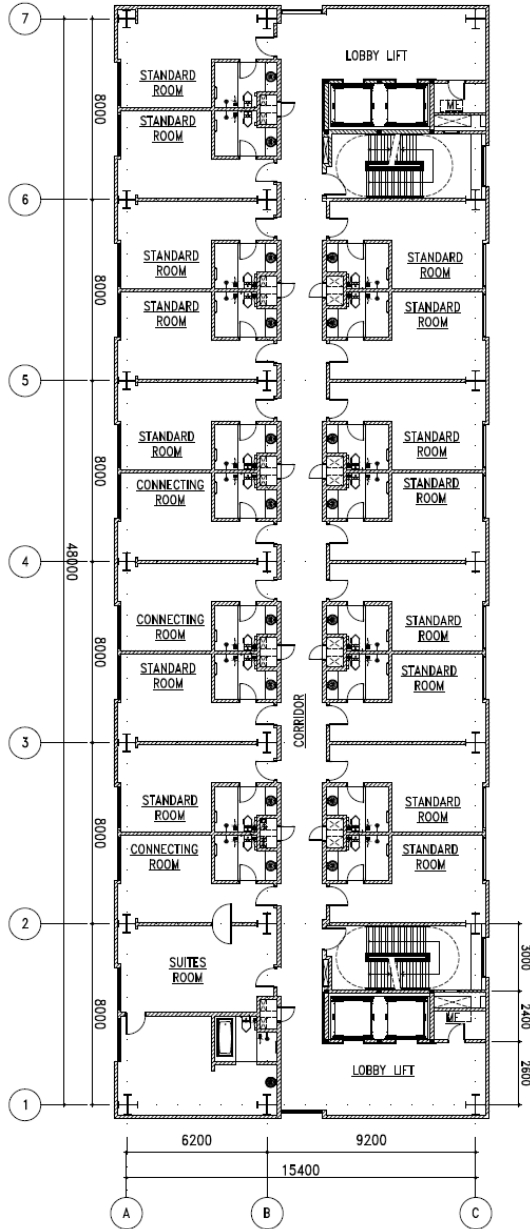 7
LOBBY LIFT
STANDARD
ROOM
ME
STANDARD
ROOM
8000
6
STANDARD
ROOM
STANDARD
ROOM
8000
STANDARD
ROOM
STANDARD
ROOM
5
STANDARD
ROOM
STANDARD
ROOM
8000
CONNECTING
ROOM
STANDARD
ROOM
48000
4
CONNECTING
ROOM
STANDARD
ROOM
8000
STANDARD
ROOM
STANDARD
ROOM
CORRIDOR
3
STANDARD
ROOM
STANDARD
ROOM
8000
CONNECTING
ROOM
STANDARD
ROOM
2
SUITES
ROOM
3000
8000
2400
ME
LOBBY LIFT
2600
1
6200
9200
15400
A
B
C